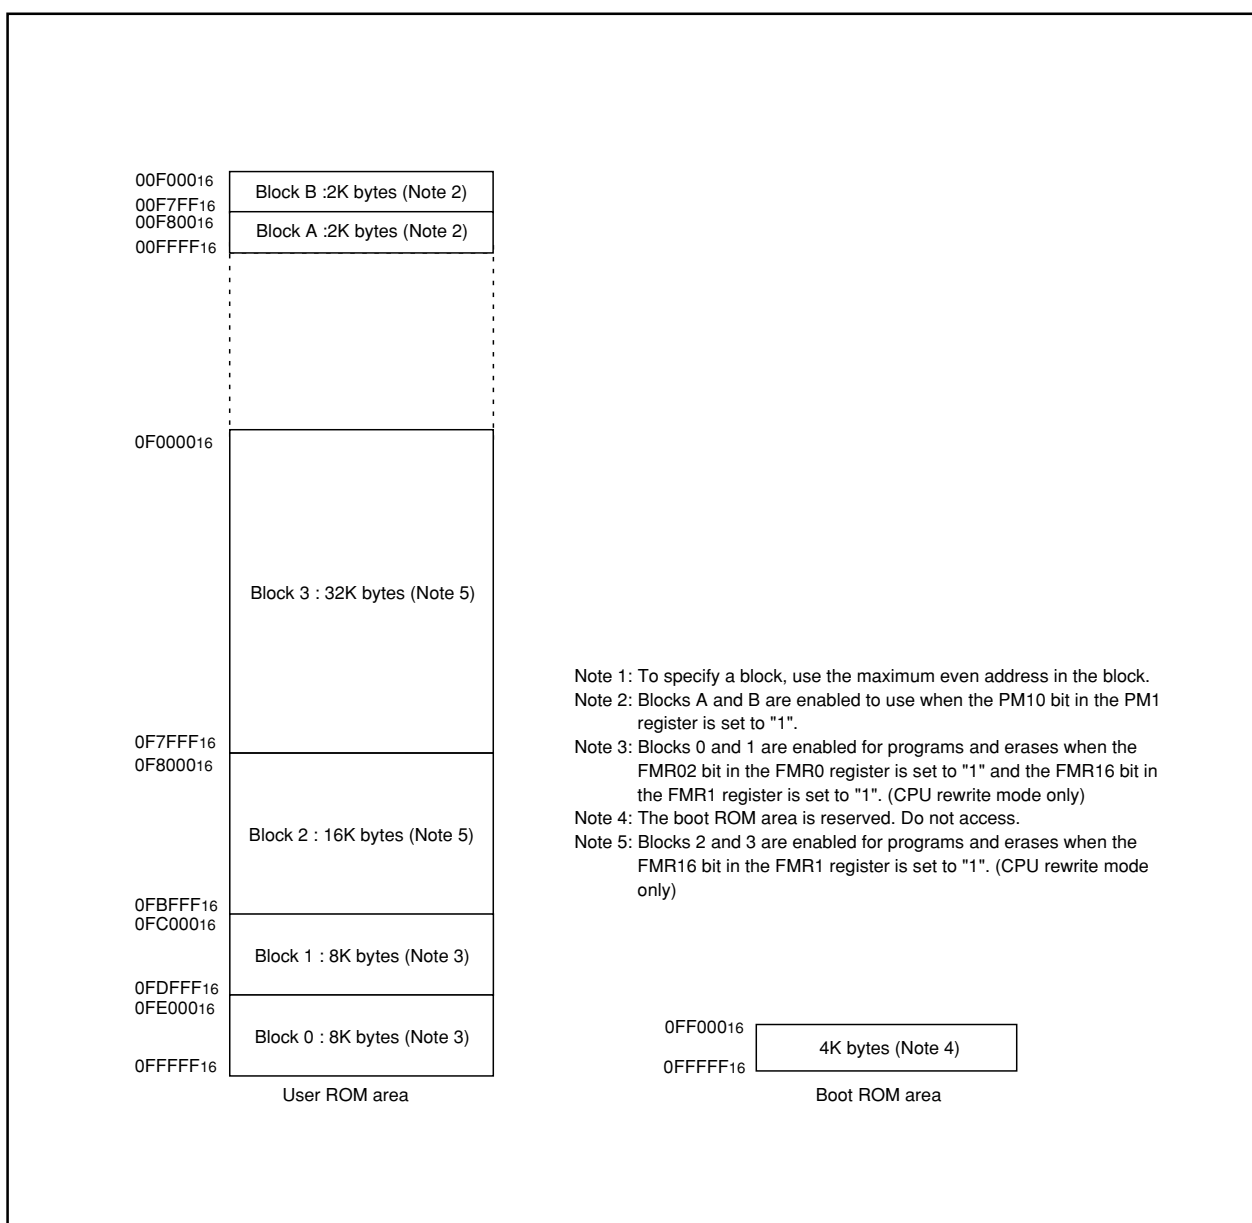 00F00016
Block B :2K bytes (Note 2)
00F7FF16
00F80016
Block A :2K bytes (Note 2)
00FFFF16
0F000016
Block 3 : 32K bytes (Note 5)
0F7FFF16
0F800016
Block 2 : 16K bytes (Note 5)
0FBFFF16
0FC00016
Block 1 : 8K bytes (Note 3)
0FDFFF16
0FE00016
Block 0 : 8K bytes (Note 3)
0FFFFF16
User ROM area
Note 1: To specify a block, use the maximum even address in the block.
Note 2: Blocks A and B are enabled to use when the PM10 bit in the PM1
register is set to "1".
Note 3: Blocks 0 and 1 are enabled for programs and erases when the
FMR02 bit in the FMR0 register is set to "1" and the FMR16 bit in
the FMR1 register is set to "1". (CPU rewrite mode only)
Note 4: The boot ROM area is reserved. Do not access.
Note 5: Blocks 2 and 3 are enabled for programs and erases when the
FMR16 bit in the FMR1 register is set to "1". (CPU rewrite mode
only)
0FF00016
4K bytes (Note 4)
0FFFFF16
Boot ROM area